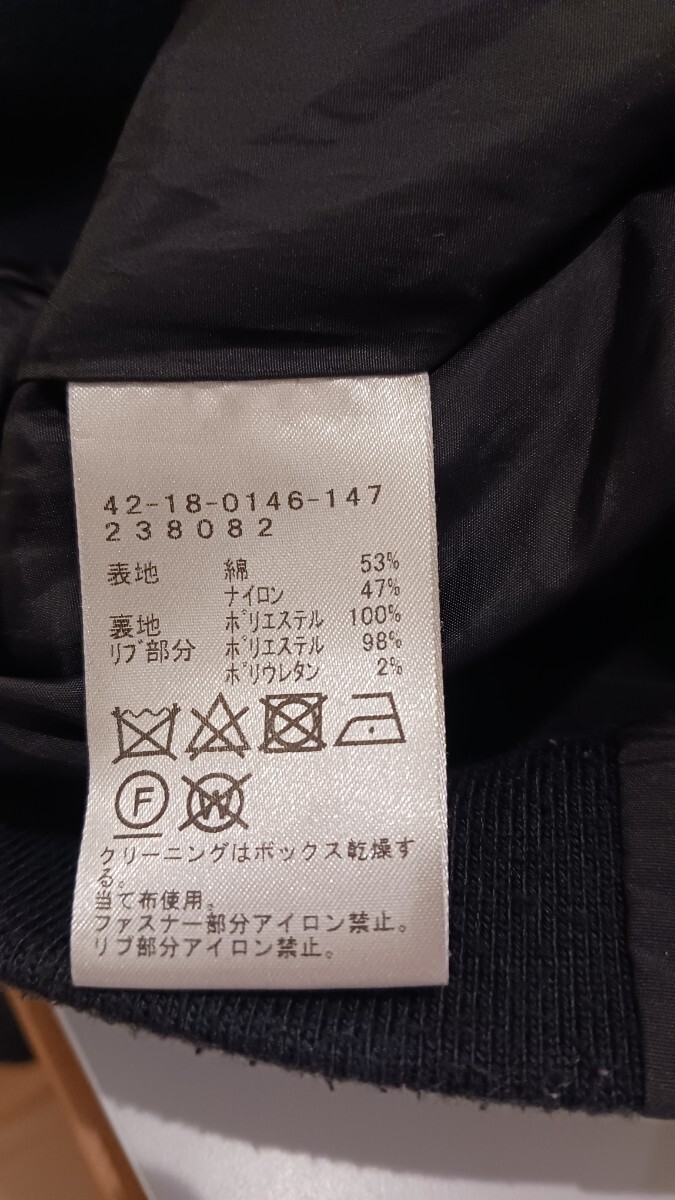 42-18-0146-147
238082
表地 綿 53%
ナイロン 47%
裏地 ポリエステル 100%
リブ部分 ポリエステル 98%
ポリウレタン 2%
F W
クリーニングはボックス乾燥す
る。
当て布使用。
ファスナー部分アイロン禁止。
リブ部分アイロン禁止。